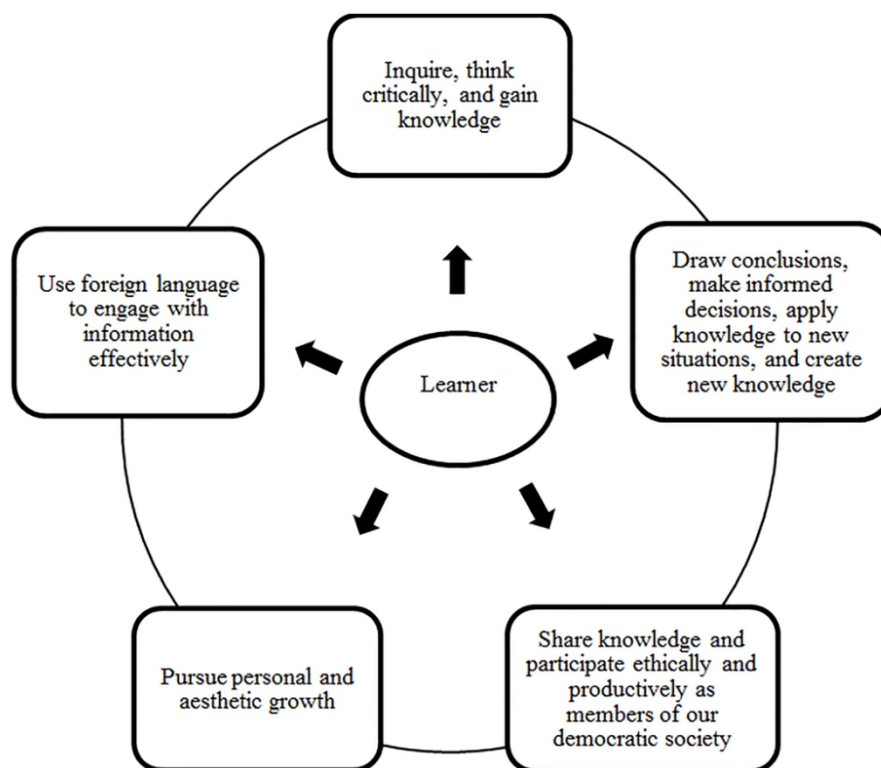 Inquire, think
critically, and gain
knowledge
Use foreign language
to engage with
information
effectively
Draw conclusions,
make informed
decisions, apply
knowledge to new
situations, and create
new knowledge
Learner
Pursue personal and
aesthetic growth
Share knowledge and
participate ethically and
productively as
members of our
democratic society